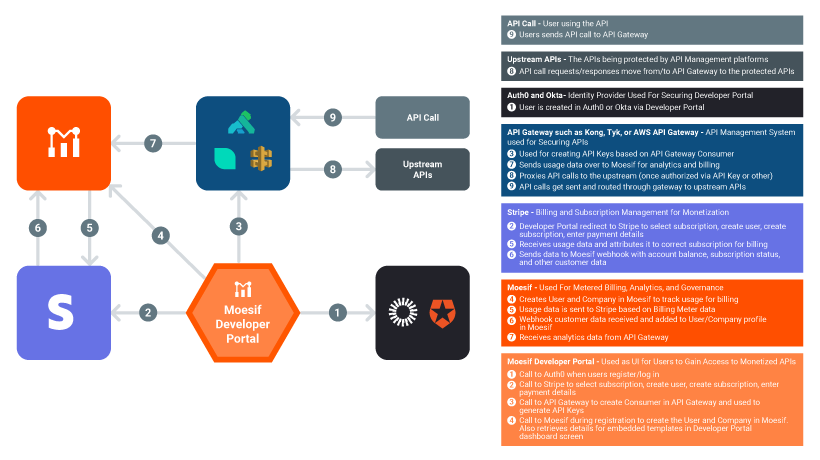 API Call
Upstream
APIs
9
8
7
6
5
4
3
2
1
Moesif
Developer
Portal
S
API Call - User using the API
9 Users sends API call to API Gateway
Upstream APIs - The APIs being protected by API Management platforms
8 API call requests/responses move from/to API Gateway to the protected APIs
Auth0 and Okta- Identity Provider Used For Securing Developer Portal
1 User is created in Auth0 or Okta via Developer Portal
API Gateway such as Kong, Tyk, or AWS API Gateway - API Management System
used for Securing APIs
3 Used for creating API Keys based on API Gateway Consumer
7 Sends usage data over to Moesif for analytics and billing
8 Proxies API calls to the upstream (once authorized via API Key or other)
9 API calls get sent and routed through gateway to upstream APIs
Stripe - Billing and Subscription Management for Monetization
2 Developer Portal redirect to Stripe to select subscription, create user, create
subscription, enter payment details
5 Receives usage data and attributes it to correct subscription for billing
6 Sends data to Moesif webhook with account balance, subscription status,
and other customer data
Moesif - Used For Metered Billing, Analytics, and Governance
4 Creates User and Company in Moesif to track usage for billing
5 Usage data is sent to Stripe based on Billing Meter data
6 Webhook customer data received and added to User/Company profile
in Moesif
7 Receives analytics data from API Gateway
Moesif Developer Portal - Used as UI for Users to Gain Access to Monetized APIs
1 Call to Auth0 when users register/log in
2 Call to Stripe to select subscription, create user, create subscription, enter
payment details
3 Call to API Gateway to create Consumer in API Gateway and used to
generate API Keys
4 Call to Moesif during registration to create the User and Company in Moesif.
Also retrieves details for embedded templates in Developer Portal
dashboard screen